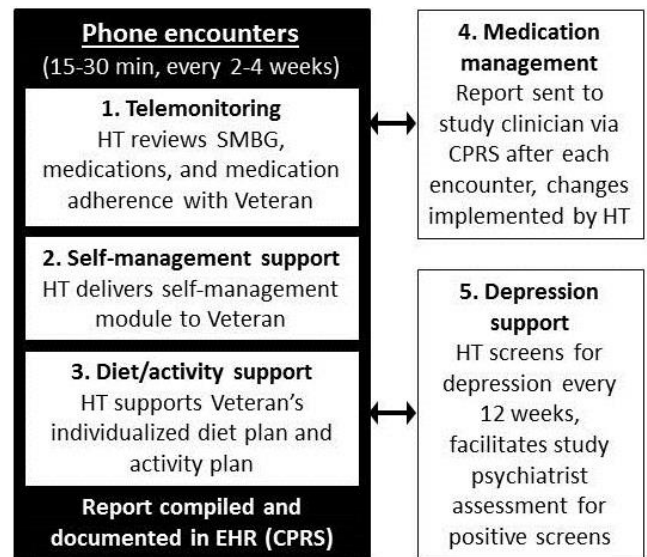 Phone encounters
(15-30 min, every 2-4 weeks)
1. Telemonitoring
HT reviews SMBG,
medications, and medication
adherence with Veteran
2. Self-management support
HT delivers self-management
module to Veteran
3. Diet/activity support
HT supports Veteran's
individualized diet plan and
activity plan
Report compiled and
documented in EHR (CPRS)
4. Medication
management
Report sent to
study clinician via
CPRS after each
encounter, changes
implemented by HT
5. Depression
support
HT screens for
depression every
12 weeks,
facilitates study
psychiatrist
assessment for
positive screens